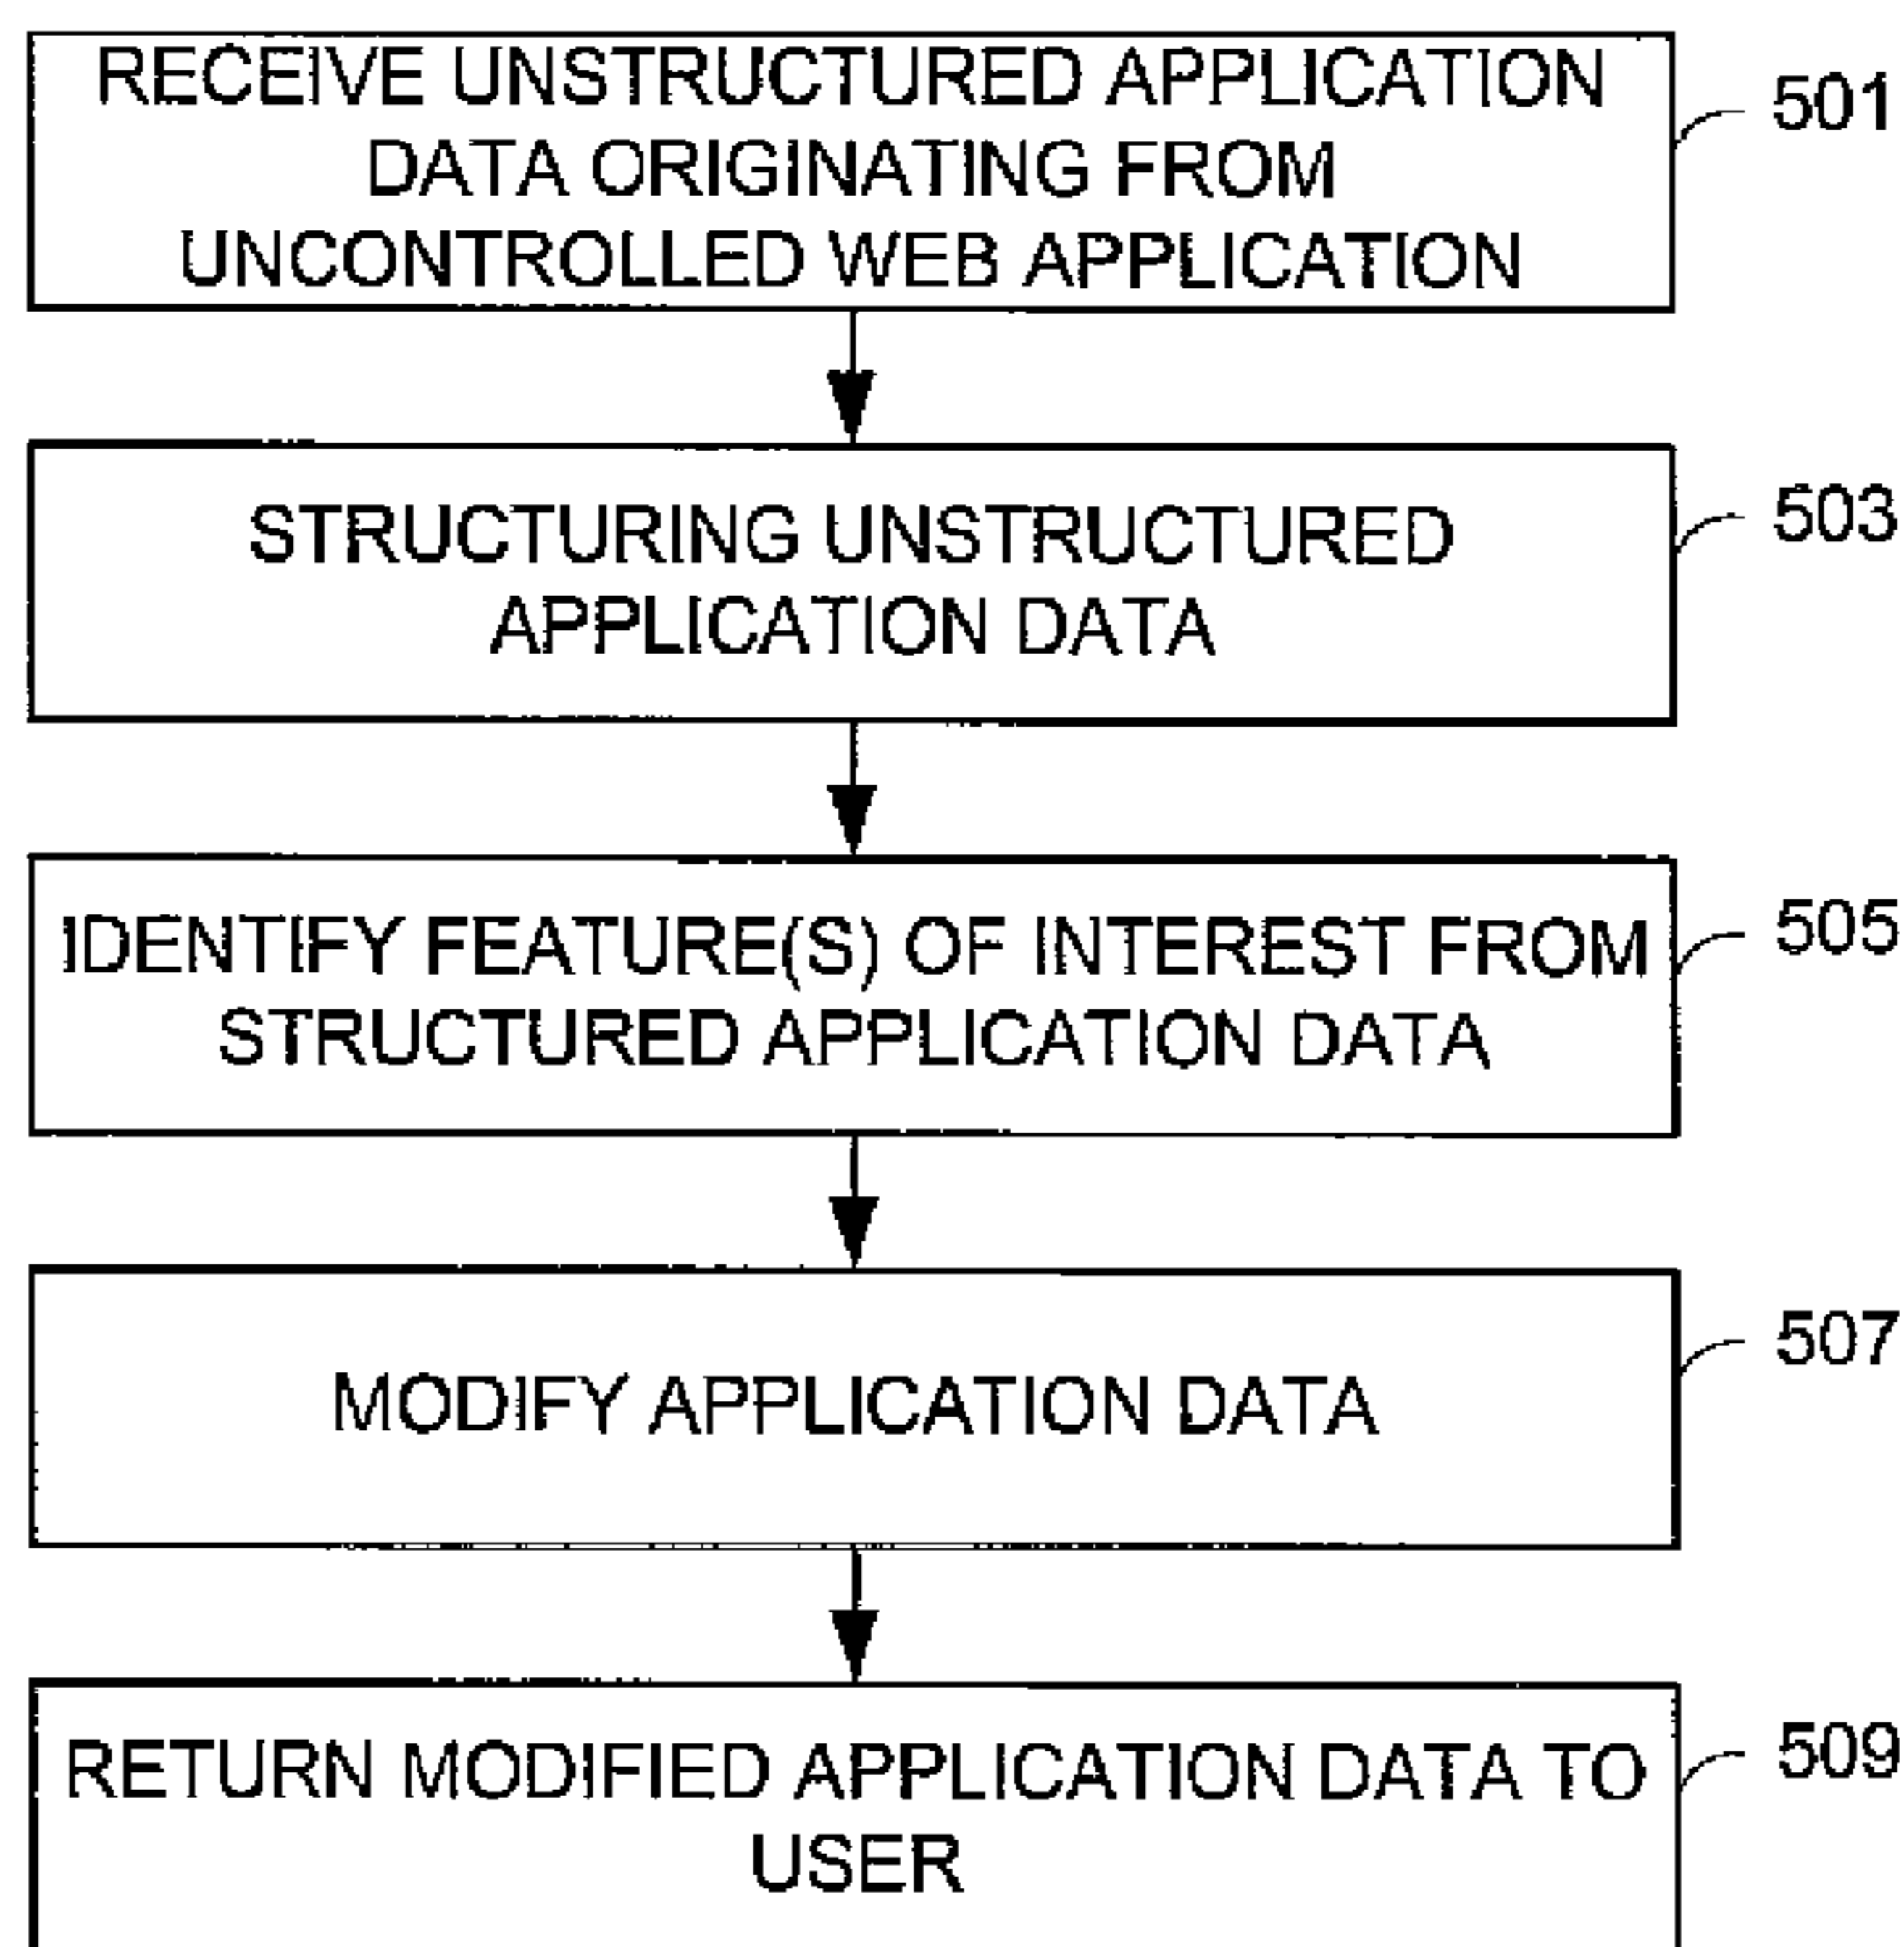 RECEIVE UNSTRUCTURED APPLICATION
DATA ORIGINATING FROM
UNCONTROLLED WEB APPLICATION
501
STRUCTURING UNSTRUCTURED
APPLICATION DATA
503
IDENTIFY FEATURE(S) OF INTEREST FROM
STRUCTURED APPLICATION DATA
505
MODIFY APPLICATION DATA
507
RETURN MODIFIED APPLICATION DATA TO
USER
509